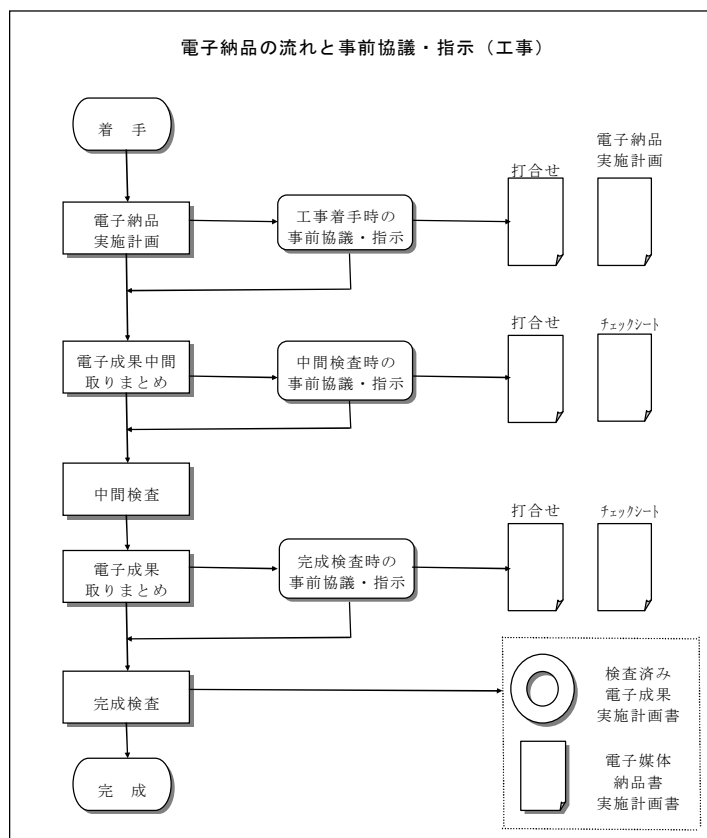 電子納品の流れと事前協議・指示（工事）
着　手
電子納品
実施計画
工事着手時の
事前協議・指示
打合せ
電子納品
実施計画
電子成果中間
取りまとめ
中間検査時の
事前協議・指示
打合せ
チェックシート
中間検査
電子成果
取りまとめ
完成検査時の
事前協議・指示
打合せ
チェックシート
完成検査
検査済み
電子成果
実施計画書
電子媒体
納品書
実施計画書
完　成